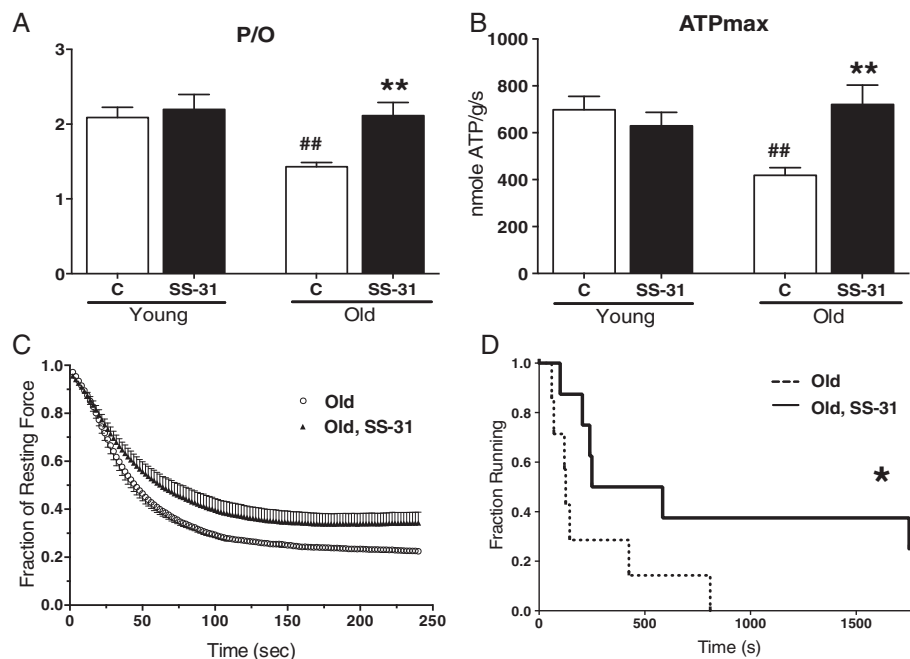 A
P/O
3
2
1
0
##
**
C
SS-31
C
SS-31
Young
Old
B
ATPmax
nmole ATP/g/s
1000
800
600
400
200
0
##
**
C
SS-31
C
SS-31
Young
Old
C
Fraction of Resting Force
1.0
0.8
0.6
0.4
0.2
0.0
Old
Old, SS-31
0
50
100
150
200
250
Time (sec)
D
Fraction Running
1.0
0.8
0.6
0.4
0.2
0.0
Old
Old, SS-31
*
0
500
1000
1500
Time (s)